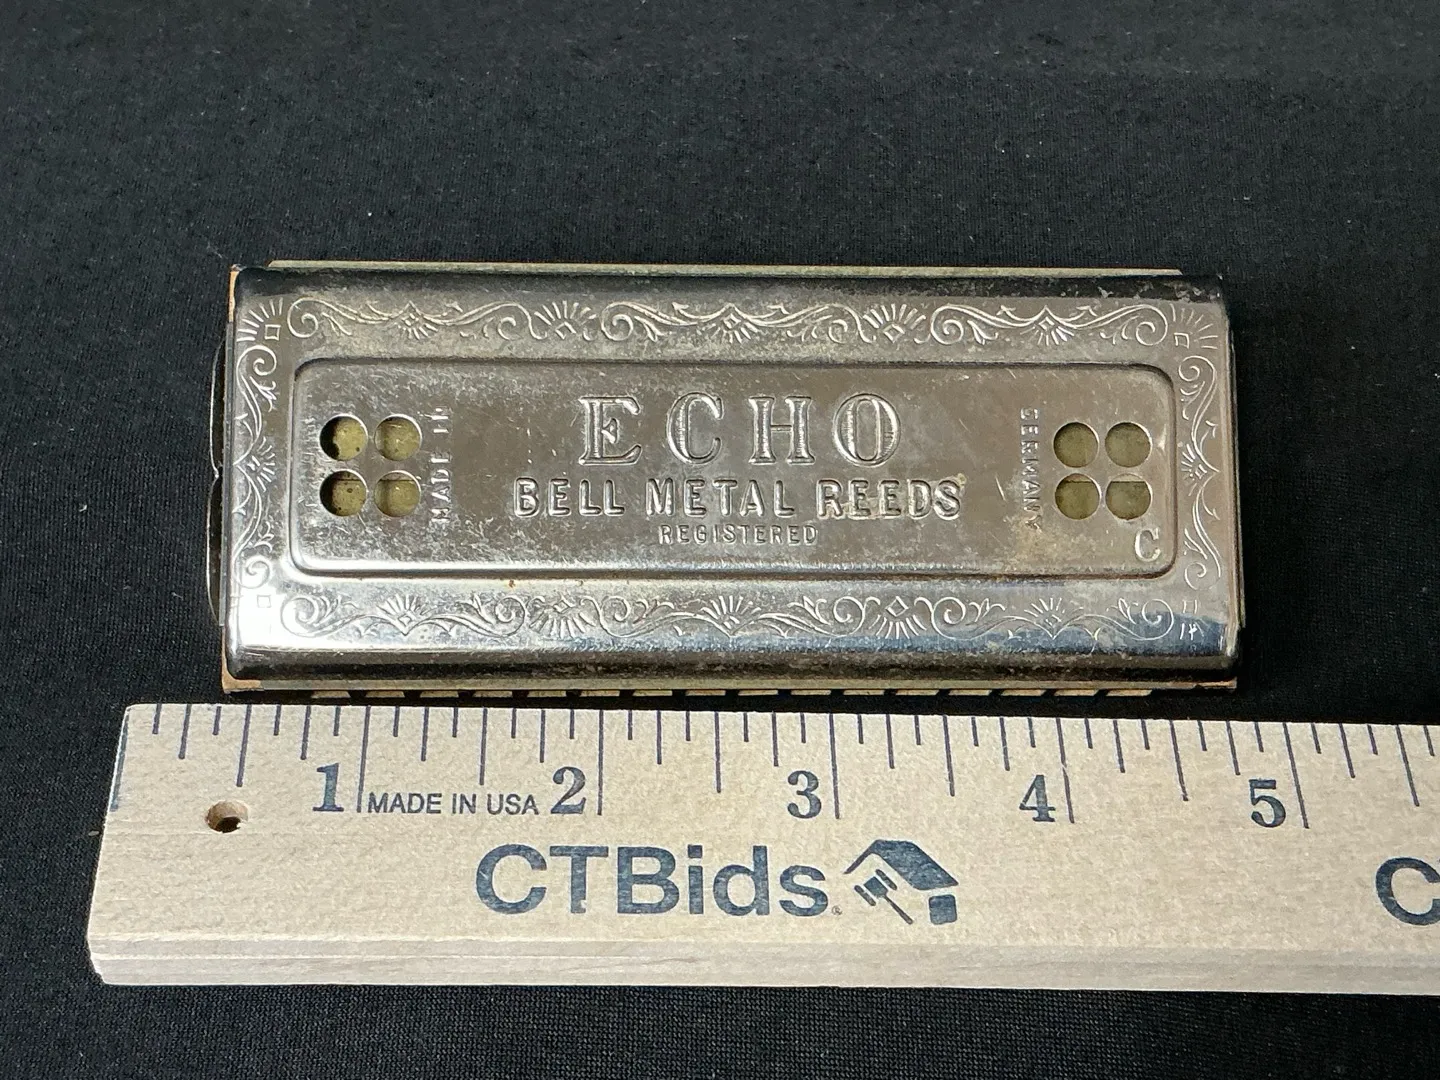 ECHO
BELL METAL REEDS
REGISTERED
MADE IN
GERMANY
C
1 2 3 4 5
MADE IN USA
CTBids
C